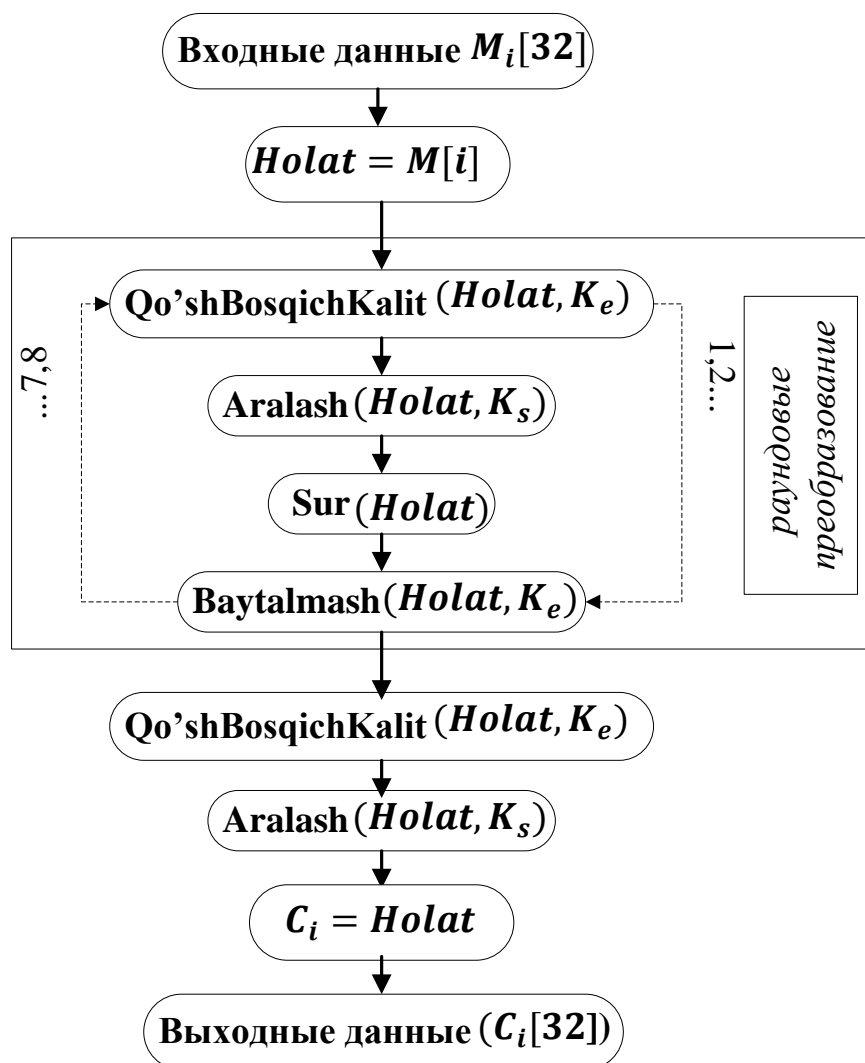 Входные данные M_i[32]
Holat = M[i]
Qo’shBosqichKalit(Holat, K_e)
Aralash(Holat, K_s)
Sur(Holat)
Baytalmash(Holat, K_e)
...7,8
1,2...
раундовые
преобразование
Qo’shBosqichKalit(Holat, K_e)
Aralash(Holat, K_s)
C_i = Holat
Выходные данные (C_i[32])